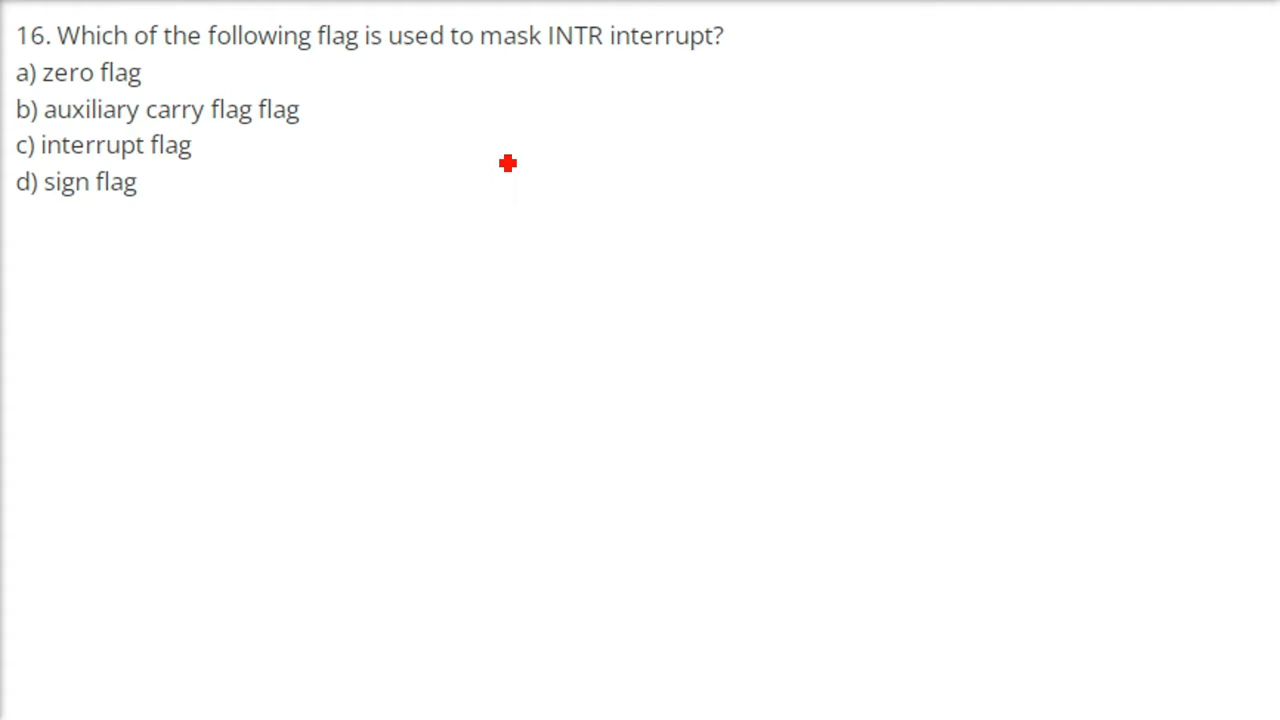 16. Which of the following flag is used to mask INTR interrupt?
a) zero flag
b) auxiliary carry flag flag
c) interrupt flag
d) sign flag